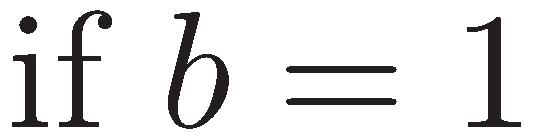 if b = 1